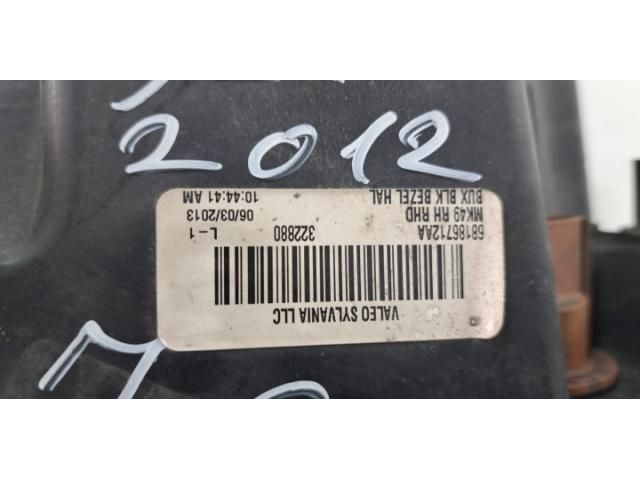 2012
VALEO SYLVANIA LLC
68186712AA 322880 L-1
MK49 RH RHD 06/03/2013
BUX BLK BEZEL HAL 10:44:41 AM